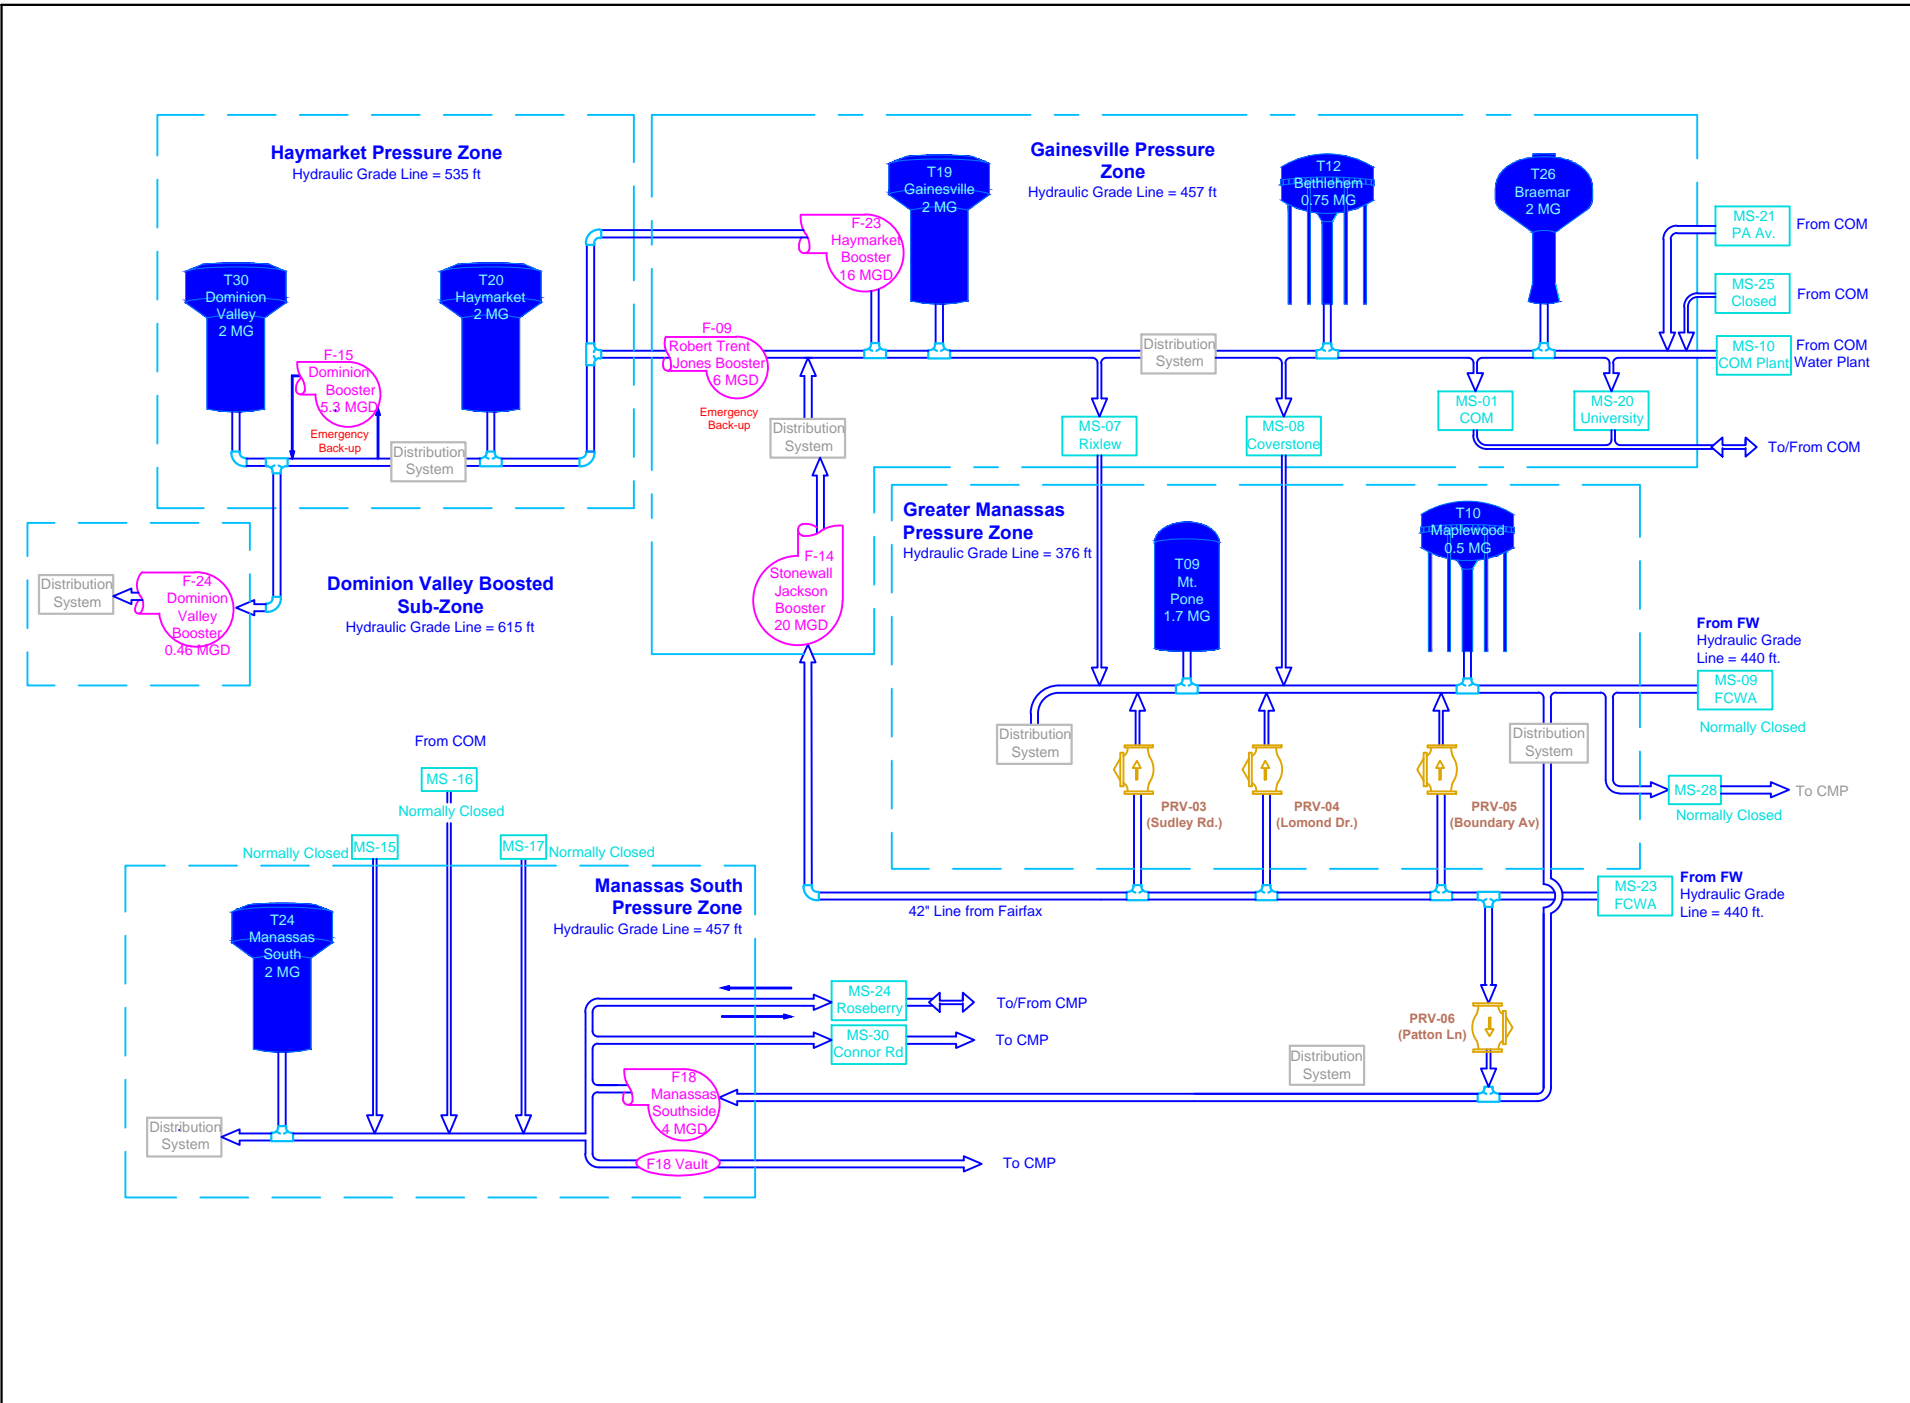 Haymarket Pressure Zone
Hydraulic Grade Line = 535 ft
T30
Dominion
Valley
2 MG
T20
Haymarket
2 MG
F-15
Dominion
Booster
5.3 MGD
Emergency
Back-up
Distribution
System
Gainesville Pressure
Zone
Hydraulic Grade Line = 457 ft
F-23
Haymarket
Booster
16 MGD
T19
Gainesville
2 MG
T12
Bethlehem
0.75 MG
T26
Braemar
2 MG
MS-21
PA Av.
From COM
MS-25
Closed
From COM
MS-10
COM Plant
From COM
Water Plant
F-09
Robert Trent
Jones Booster
6 MGD
Emergency
Back-up
Distribution
System
Distribution
System
MS-07
Rixlew
MS-08
Coverstone
MS-01
COM
MS-20
University
To/From COM
F-14
Stonewall
Jackson
Booster
20 MGD
Distribution
System
F-24
Dominion
Valley
Booster
0.46 MGD
Dominion Valley Boosted
Sub-Zone
Hydraulic Grade Line = 615 ft
Greater Manassas
Pressure Zone
Hydraulic Grade Line = 376 ft
T09
Mt.
Pone
1.7 MG
T10
Maplewood
0.5 MG
From FW
Hydraulic Grade
Line = 440 ft.
MS-09
FCWA
Normally Closed
Distribution
System
Distribution
System
PRV-03
(Sudley Rd.)
PRV-04
(Lomond Dr.)
PRV-05
(Boundary Av)
MS-28
To CMP
Normally Closed
From COM
MS -16
Normally Closed
Normally Closed
MS-15
MS-17
Normally Closed
42" Line from Fairfax
MS-23
FCWA
From FW
Hydraulic Grade
Line = 440 ft.
Manassas South
Pressure Zone
Hydraulic Grade Line = 457 ft
T24
Manassas
South
2 MG
MS-24
Roseberry
To/From CMP
MS-30
Connor Rd
To CMP
PRV-06
(Patton Ln)
Distribution
System
F18
Manassas
Southside
4 MGD
Distribution
System
F18 Vault
To CMP